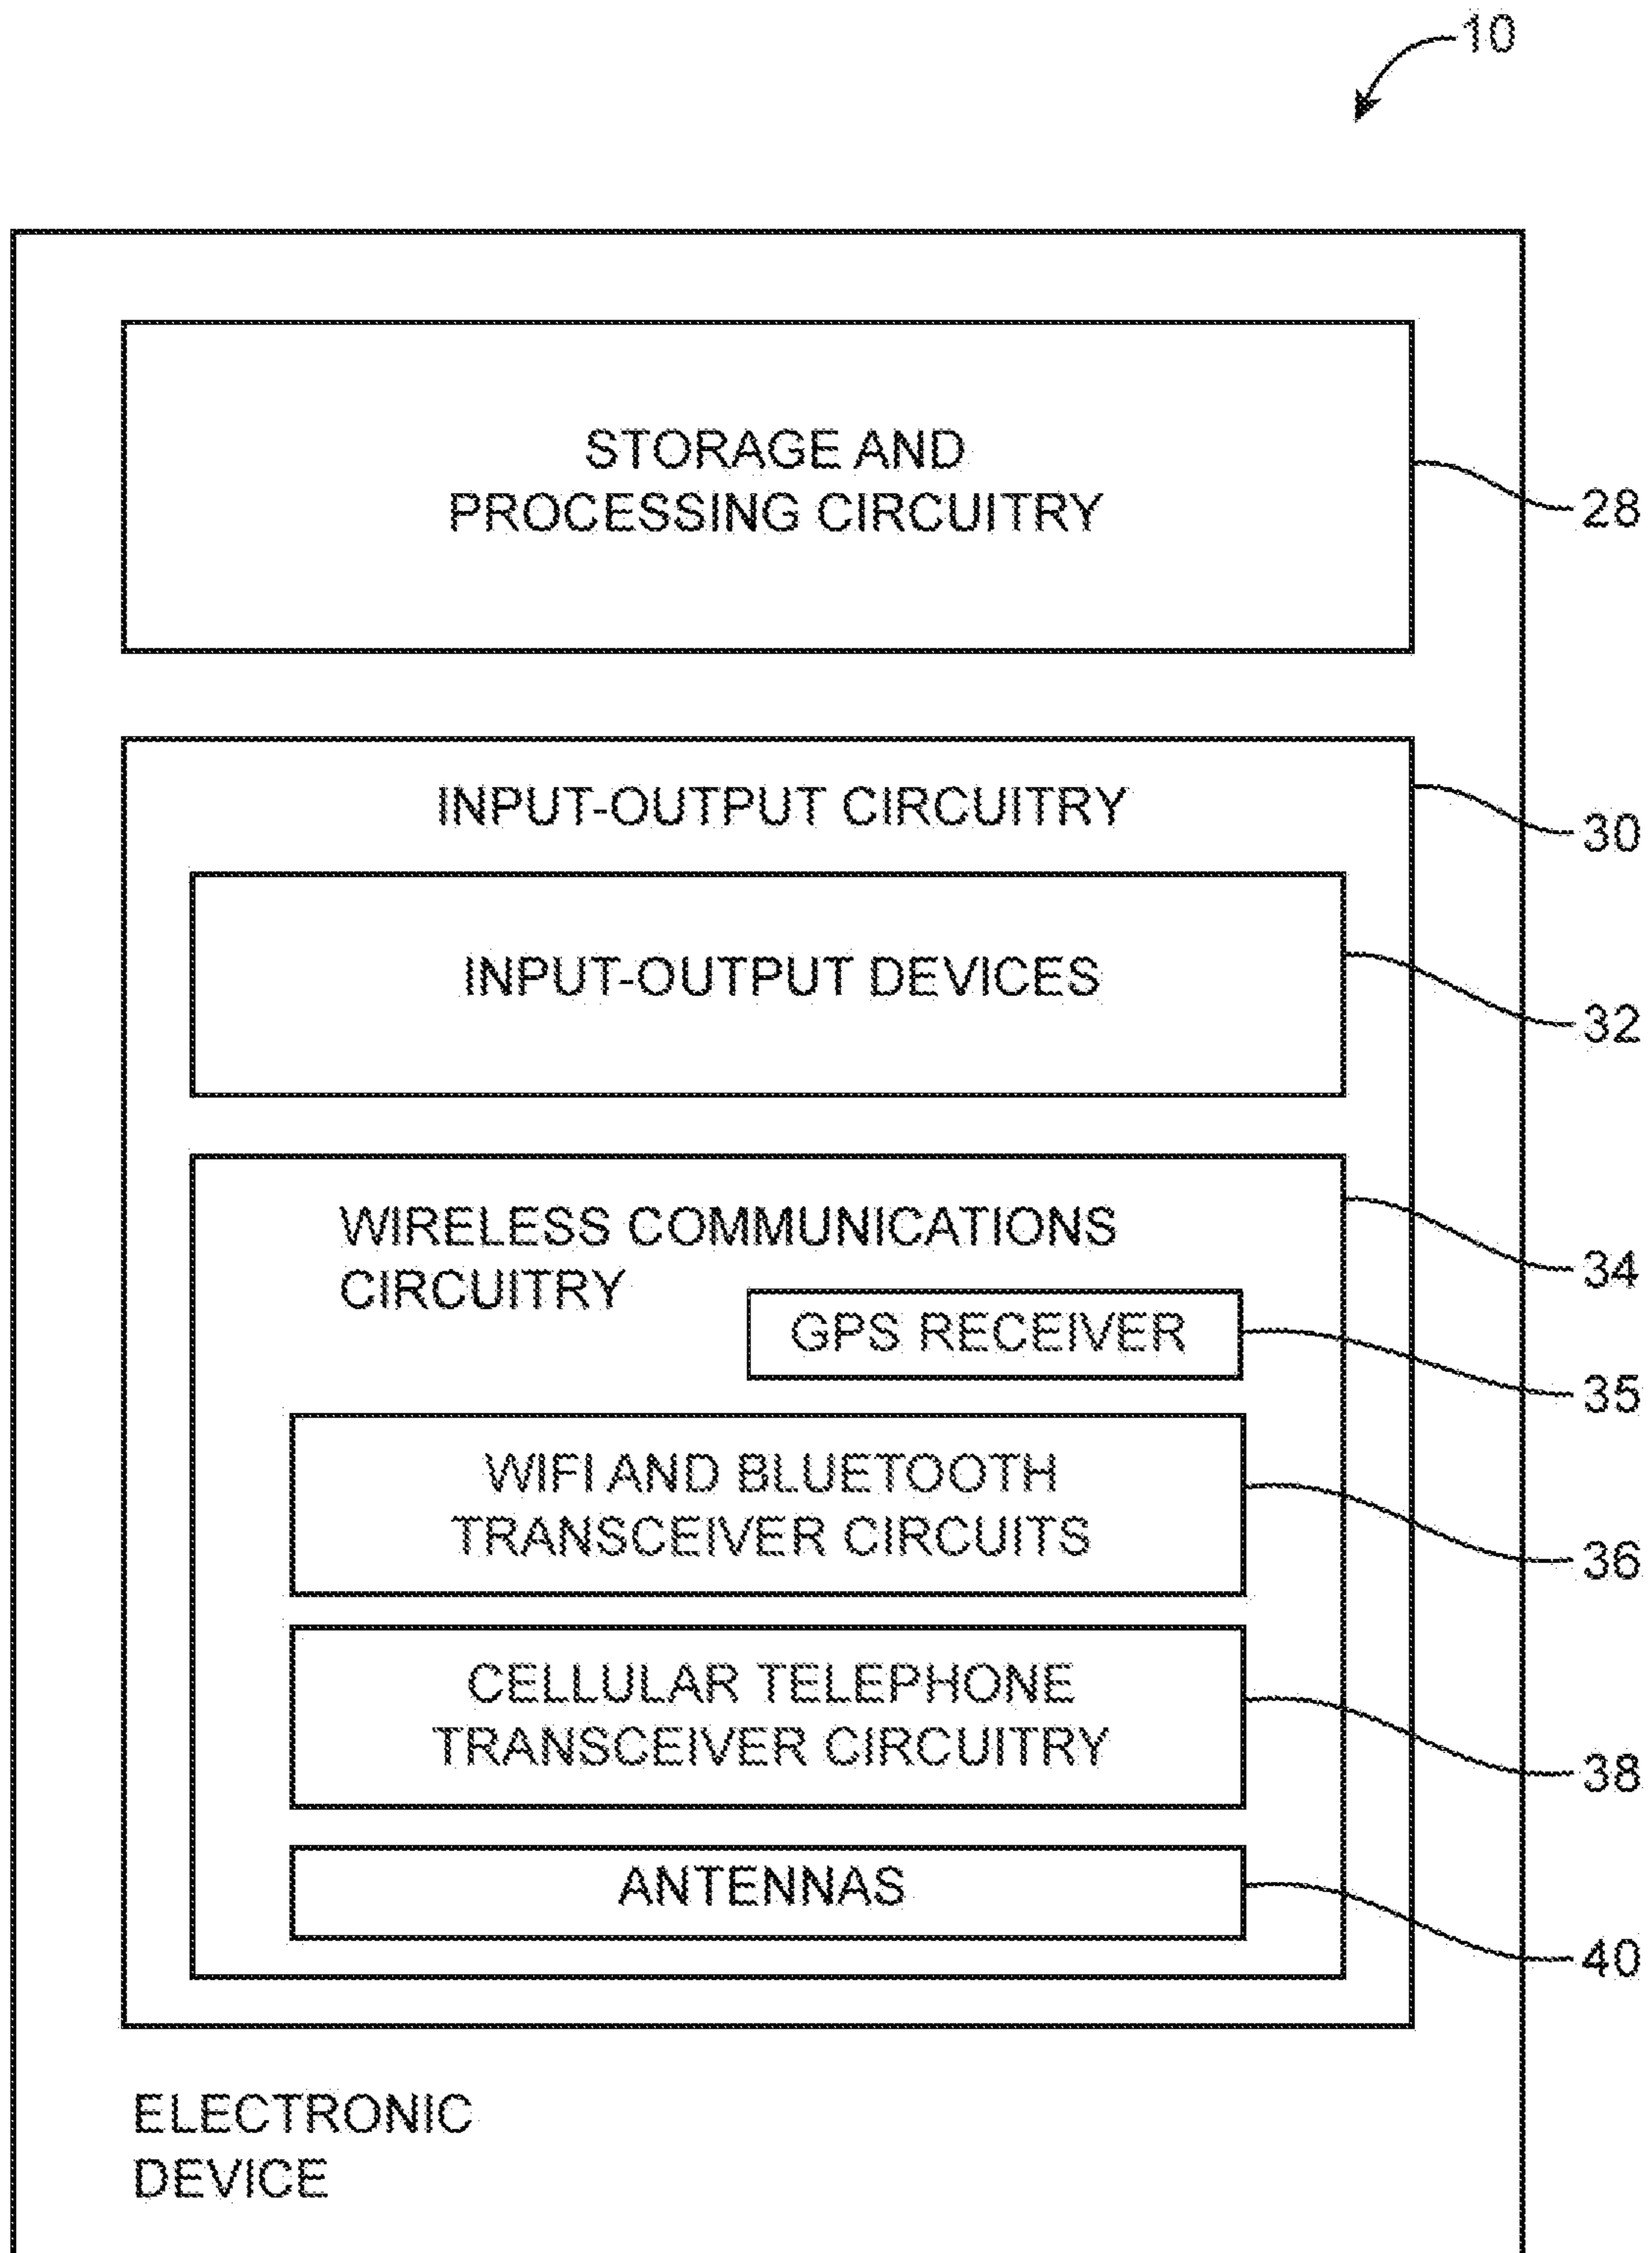 10
STORAGE AND
PROCESSING CIRCUITRY
28
INPUT-OUTPUT CIRCUITRY
30
INPUT-OUTPUT DEVICES
32
WIRELESS COMMUNICATIONS
CIRCUITRY
34
GPS RECEIVER
35
WIFI AND BLUETOOTH
TRANSCEIVER CIRCUITS
36
CELLULAR TELEPHONE
TRANSCEIVER CIRCUITRY
38
ANTENNAS
40
ELECTRONIC
DEVICE